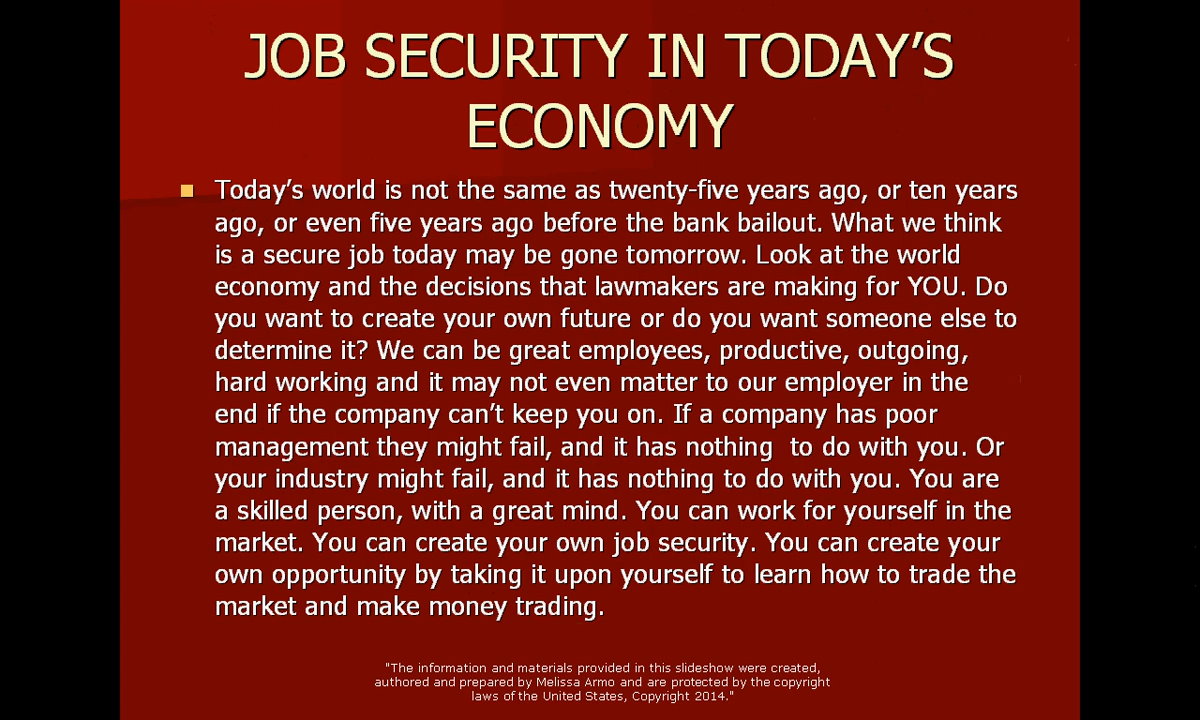 JOB SECURITY IN TODAY’S
ECONOMY
Today’s world is not the same as twenty-five years ago, or ten years
ago, or even five years ago before the bank bailout. What we think
is a secure job today may be gone tomorrow. Look at the world
economy and the decisions that lawmakers are making for YOU. Do
you want to create your own future or do you want someone else to
determine it? We can be great employees, productive, outgoing,
hard working and it may not even matter to our employer in the
end if the company can’t keep you on. If a company has poor
management they might fail, and it has nothing  to do with you. Or
your industry might fail, and it has nothing to do with you. You are
a skilled person, with a great mind. You can work for yourself in the
market. You can create your own job security. You can create your
own opportunity by taking it upon yourself to learn how to trade the
market and make money trading.
"The information and materials provided in this slideshow were created,
authored and prepared by Melissa Armo and are protected by the copyright
laws of the United States, Copyright 2014."